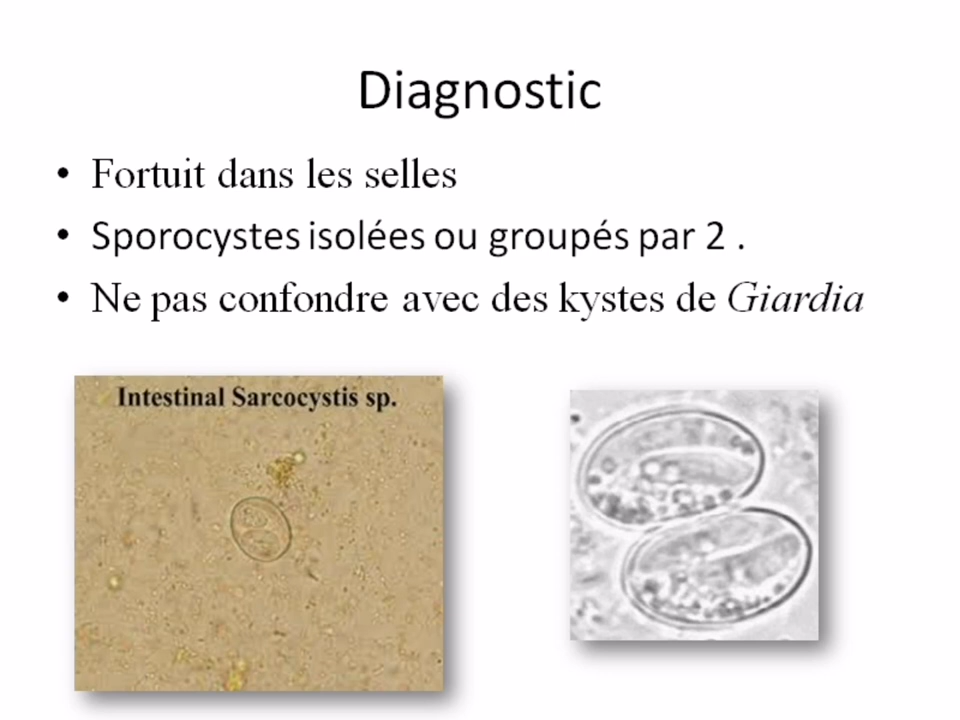 Diagnostic
• Fortuit dans les selles
• Sporocystes isolées ou groupés par 2 .
• Ne pas confondre avec des kystes de Giardia
Intestinal Sarcocystis sp.